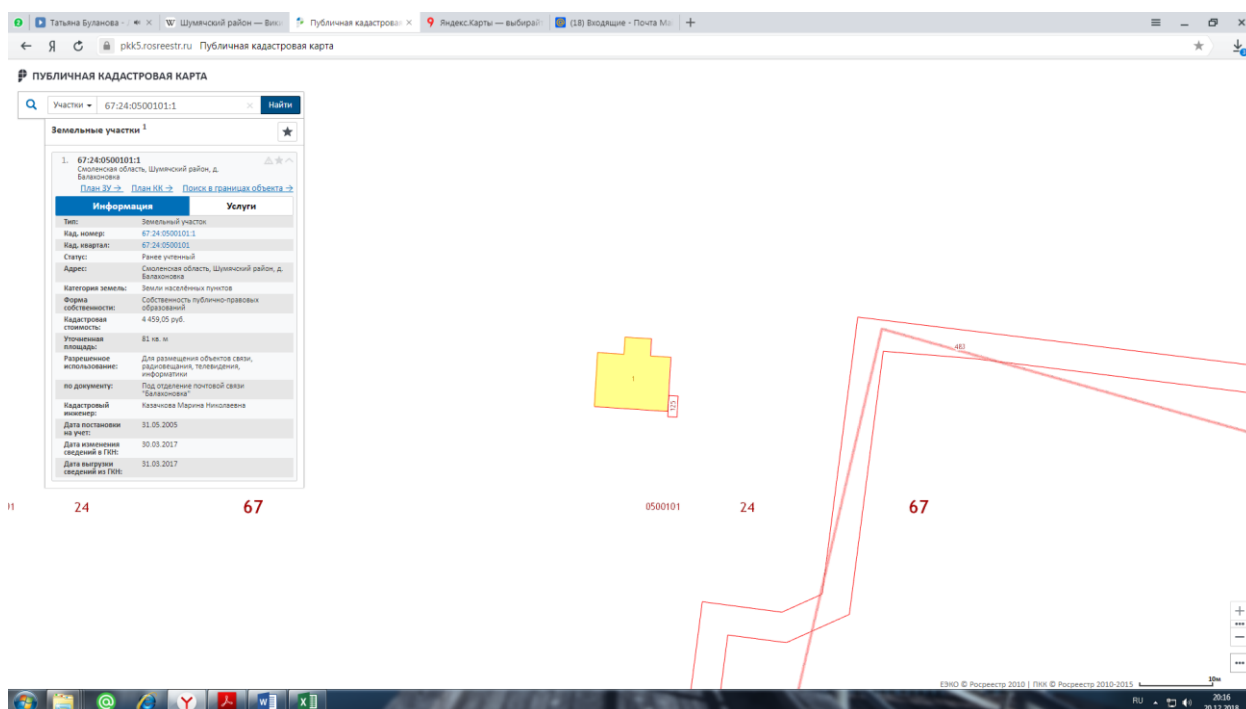 Татьяна Буланова - Л
Шумячский район — Вики
Публичная кадастровая
Яндекс.Карты — выбирайт
(18) Входящие - Почта Ma
pkk5.rosreestr.ru Публичная кадастровая карта
ПУБЛИЧНАЯ КАДАСТРОВАЯ КАРТА
Участки 67:24:0500101:1 Найти
Земельные участки 1
1. 67:24:0500101:1
Смоленская область, Шумячский район, д.
Балахоновка
План ЗУ → План КК → Поиск в границах объекта →
Информация Услуги
Тип: Земельный участок
Кад. номер: 67:24:0500101:1
Кад. квартал: 67:24:0500101
Статус: Ранее учтенный
Адрес: Смоленская область, Шумячский район, д.
Балахоновка
Категория земель: Земли населённых пунктов
Форма собственности: Собственность публично-правовых
образований
Кадастровая стоимость: 4 459,05 руб.
Уточненная площадь: 81 кв. м
Разрешенное использование: Для размещения объектов связи,
радиовещания, телевидения,
информатики
по документу: Под отделение почтовой связи
"Балахоновка"
Кадастровый инженер: Казачкова Марина Николаевна
Дата постановки на учет: 31.05.2005
Дата изменения сведений в ГКН: 30.03.2017
Дата выгрузки сведений из ГКН: 31.03.2017
1
125
483
24 67 0500101 24 67
10м
ЕЭКО © Росреестр 2010 | ПКК © Росреестр 2010-2015
RU 20:16
20.12.2018